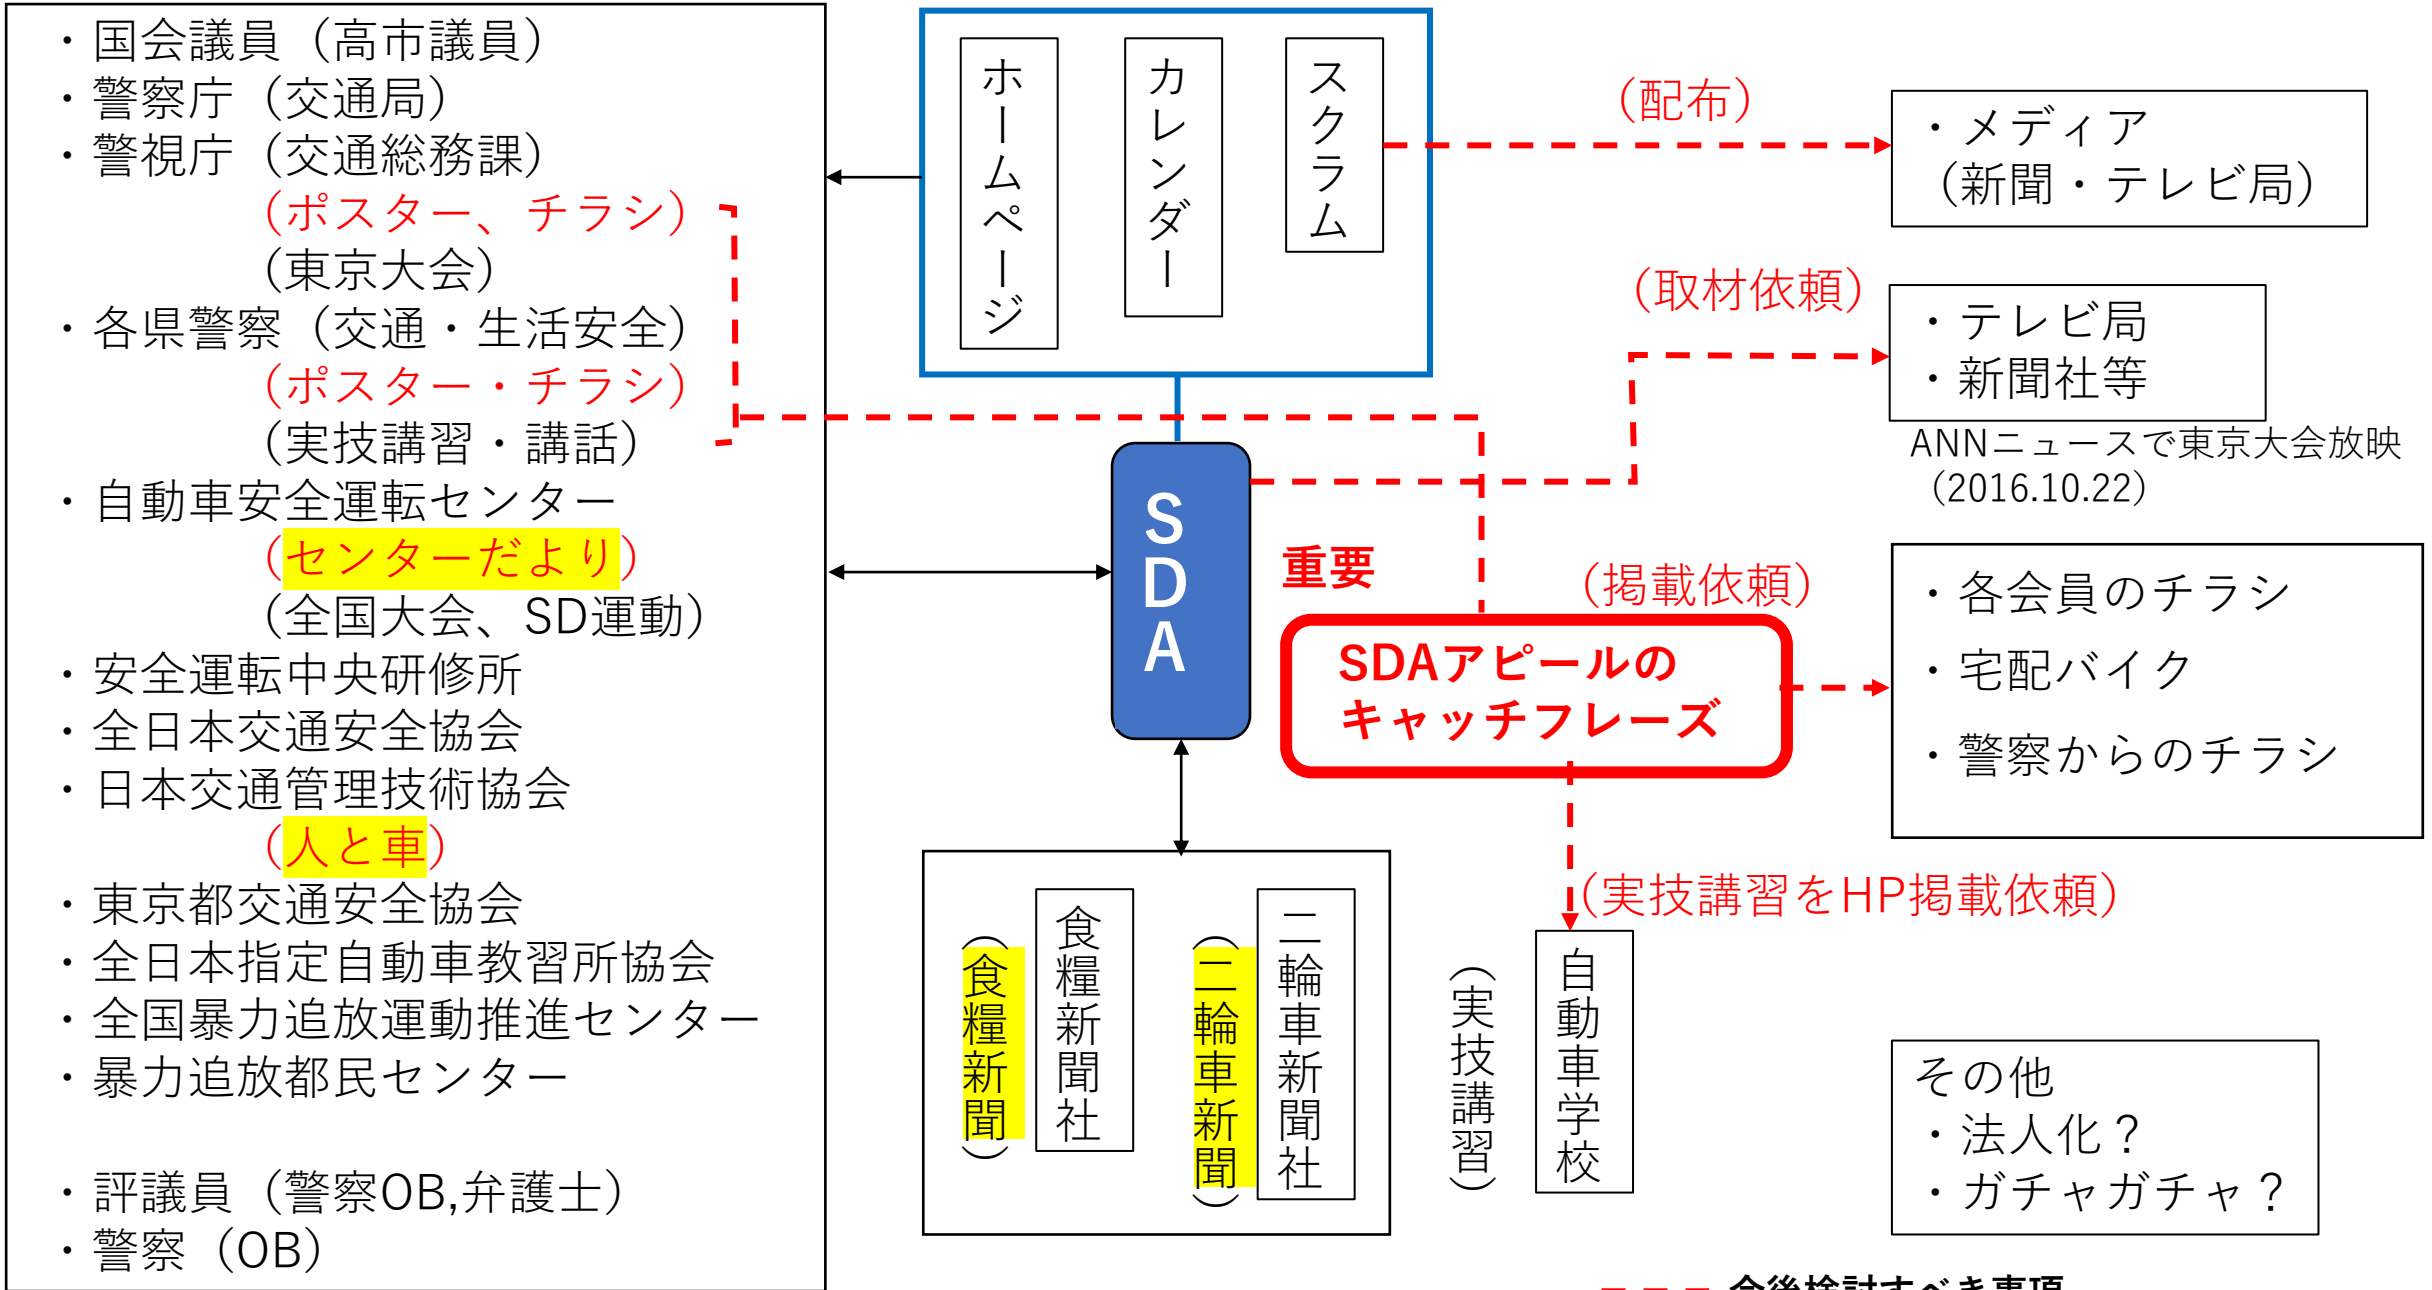 ・国会議員（高市議員）
・警察庁（交通局）
・警視庁（交通総務課）
（ポスター、チラシ）
（東京大会）
・各県警察（交通・生活安全）
（ポスター・チラシ）
（実技講習・講話）
・自動車安全運転センター
（センターだより）
（全国大会、SD運動）
・安全運転中央研修所
・全日本交通安全協会
・日本交通管理技術協会
（人と車）
・東京都交通安全協会
・全日本指定自動車教習所協会
・全国暴力追放運動推進センター
・暴力追放都民センター
・評議員（警察OB,弁護士）
・警察（OB）
ホームページ
カレンダー
スクラム
（配布）
・メディア
（新聞・テレビ局）
（取材依頼）
・テレビ局
・新聞社等
ANNニュースで東京大会放映
（2016.10.22）
SDA
重要
（掲載依頼）
SDAアピールの
キャッチフレーズ
・各会員のチラシ
・宅配バイク
・警察からのチラシ
（実技講習をHP掲載依頼）
二輪車新聞社
（二輪車新聞）
食糧新聞社
（食糧新聞）
自動車学校
（実技講習）
その他
・法人化？
・ガチャガチャ？
今後検討すべき事項